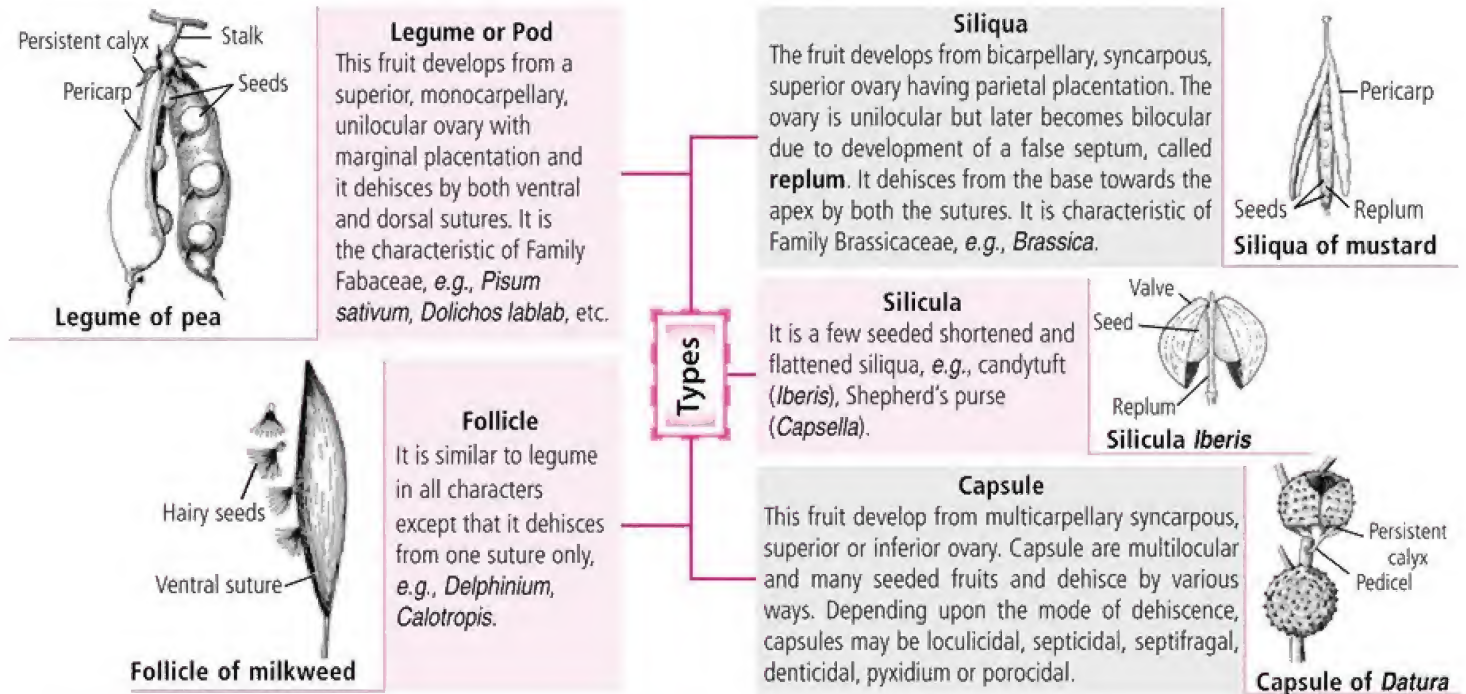 Persistent calyx
Stalk
Pericarp
Seeds
Legume of pea
Legume or Pod
This fruit develops from a
superior, monocarpellary,
unilocular ovary with
marginal placentation and
it dehisces by both ventral
and dorsal sutures. It is
the characteristic of Family
Fabaceae, e.g., Pisum
sativum, Dolichos lablab, etc.
Hairy seeds
Ventral suture
Follicle of milkweed
Follicle
It is similar to legume
in all characters
except that it dehisces
from one suture only,
e.g., Delphinium,
Calotropis.
Types
Siliqua
The fruit develops from bicarpellary, syncarpous,
superior ovary having parietal placentation. The
ovary is unilocular but later becomes bilocular
due to development of a false septum, called
replum. It dehisces from the base towards the
apex by both the sutures. It is characteristic of
Family Brassicaceae, e.g., Brassica.
Pericarp
Seeds
Replum
Siliqua of mustard
Silicula
It is a few seeded shortened and
flattened siliqua, e.g., candytuft
(Iberis), Shepherd's purse
(Capsella).
Valve
Seed
Replum
Silicula Iberis
Capsule
This fruit develop from multicarpellary syncarpous,
superior or inferior ovary. Capsule are multilocular
and many seeded fruits and dehisce by various
ways. Depending upon the mode of dehiscence,
capsules may be loculicidal, septicidal, septifragal,
denticidal, pyxidium or porocidal.
Persistent
calyx
Pedicel
Capsule of Datura